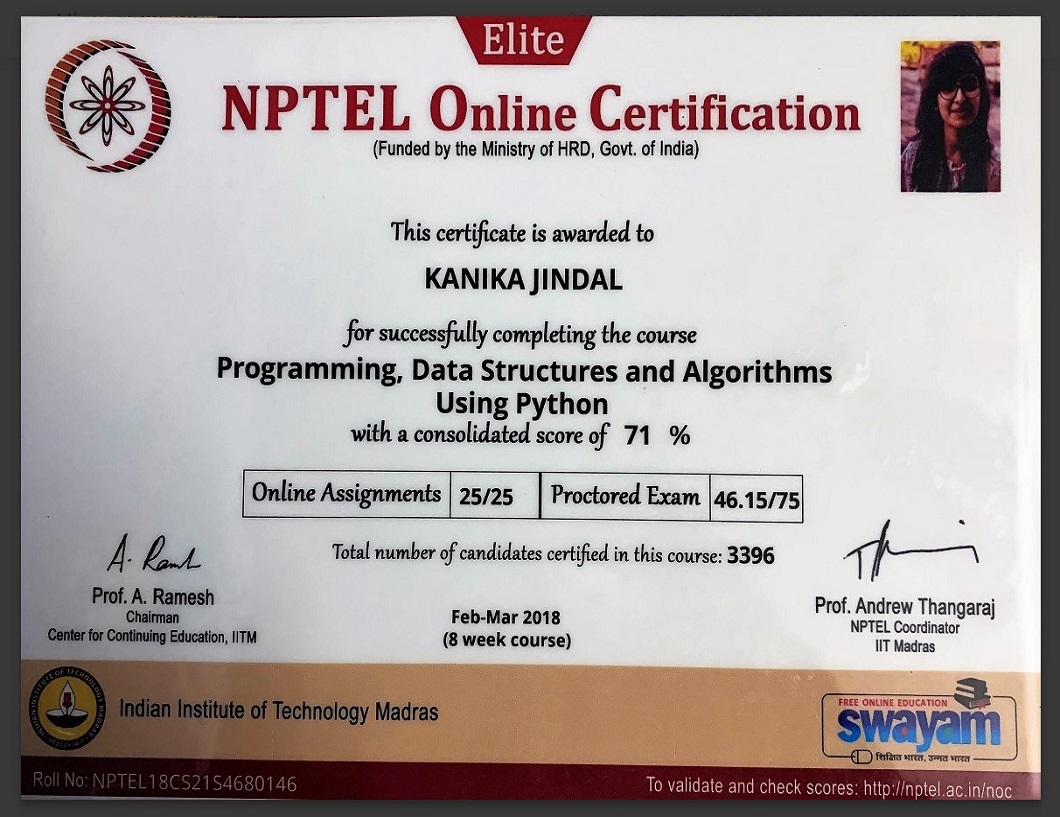 Elite
NPTEL Online Certification
(Funded by the Ministry of HRD, Govt. of India)
This certificate is awarded to
KANIKA JINDAL
for successfully completing the course
Programming, Data Structures and Algorithms
Using Python
with a consolidated score of 71 %
Online Assignments 25/25 Proctored Exam 46.15/75
Total number of candidates certified in this course: 3396
A. Ramesh
Prof. A. Ramesh
Chairman
Center for Continuing Education, IITM
Feb-Mar 2018
(8 week course)
Prof. Andrew Thangaraj
NPTEL Coordinator
IIT Madras
INDIAN INSTITUTE OF TECHNOLOGY MADRAS
Indian Institute of Technology Madras
FREE ONLINE EDUCATION
swayam
शिक्षित भारत, उन्नत भारत
Roll No: NPTEL18CS21S4680146
To validate and check scores: http://nptel.ac.in/noc